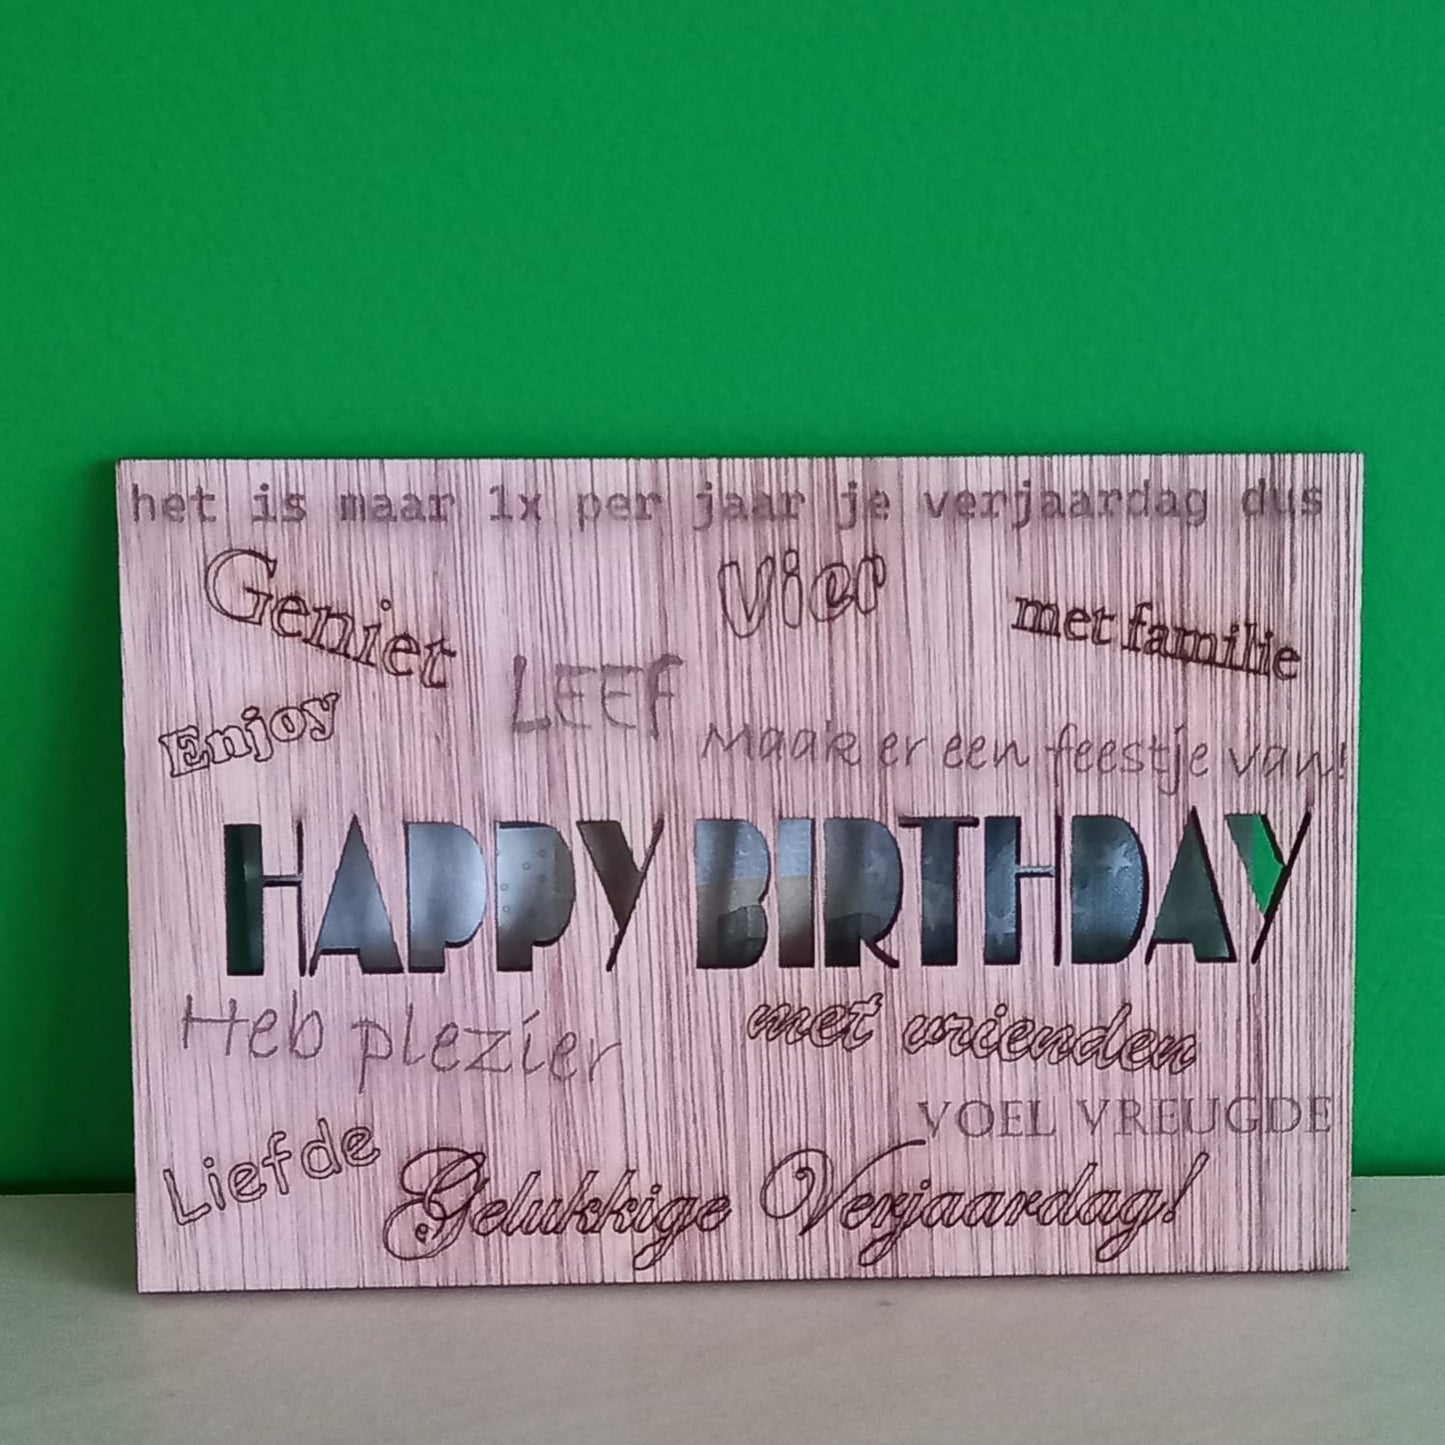 het is maar 1x per jaar je verjaardag dus
Geniet
Vier
met familie
LEEF
Enjoy
Maak er een feestje van!
HAPPY BIRTHDAY
Heb plezier
met vrienden
VOEL VREUGDE
Liefde
Gelukkige Verjaardag!